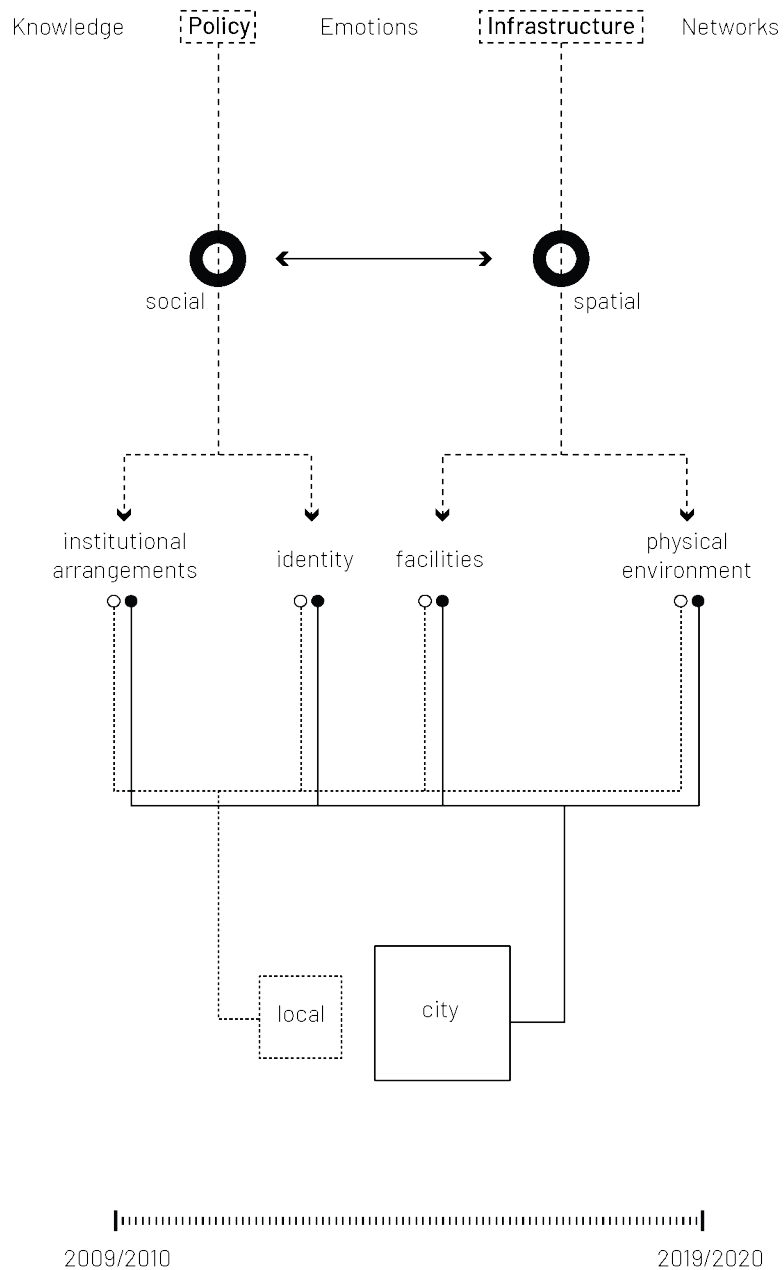 Knowledge Policy Emotions Infrastructure Networks
social spatial
institutional
arrangements
identity
facilities
physical
environment
local
city
2009/2010 2019/2020